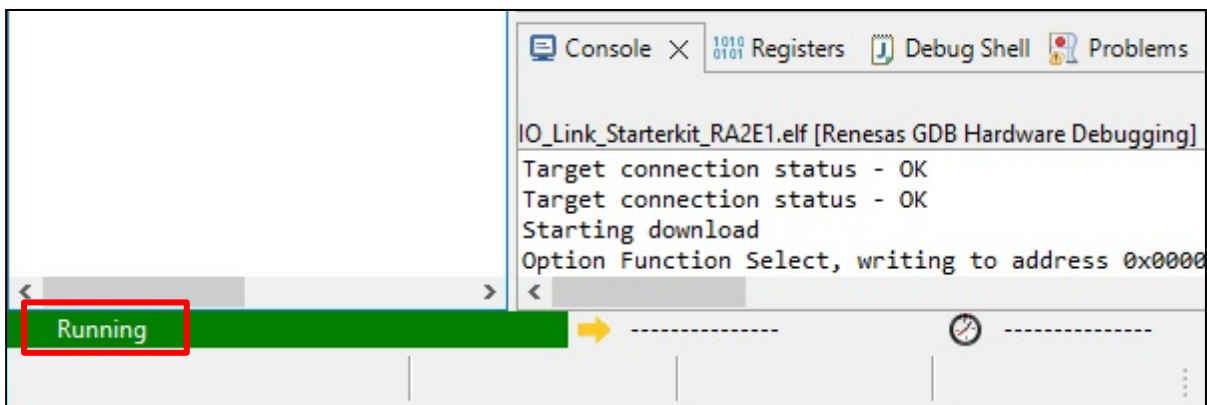 Console Registers Debug Shell Problems
IO_Link_Starterkit_RA2E1.elf [Renesas GDB Hardware Debugging]
Target connection status - OK
Target connection status - OK
Starting download
Option Function Select, writing to address 0x0000
Running --------------- ---------------